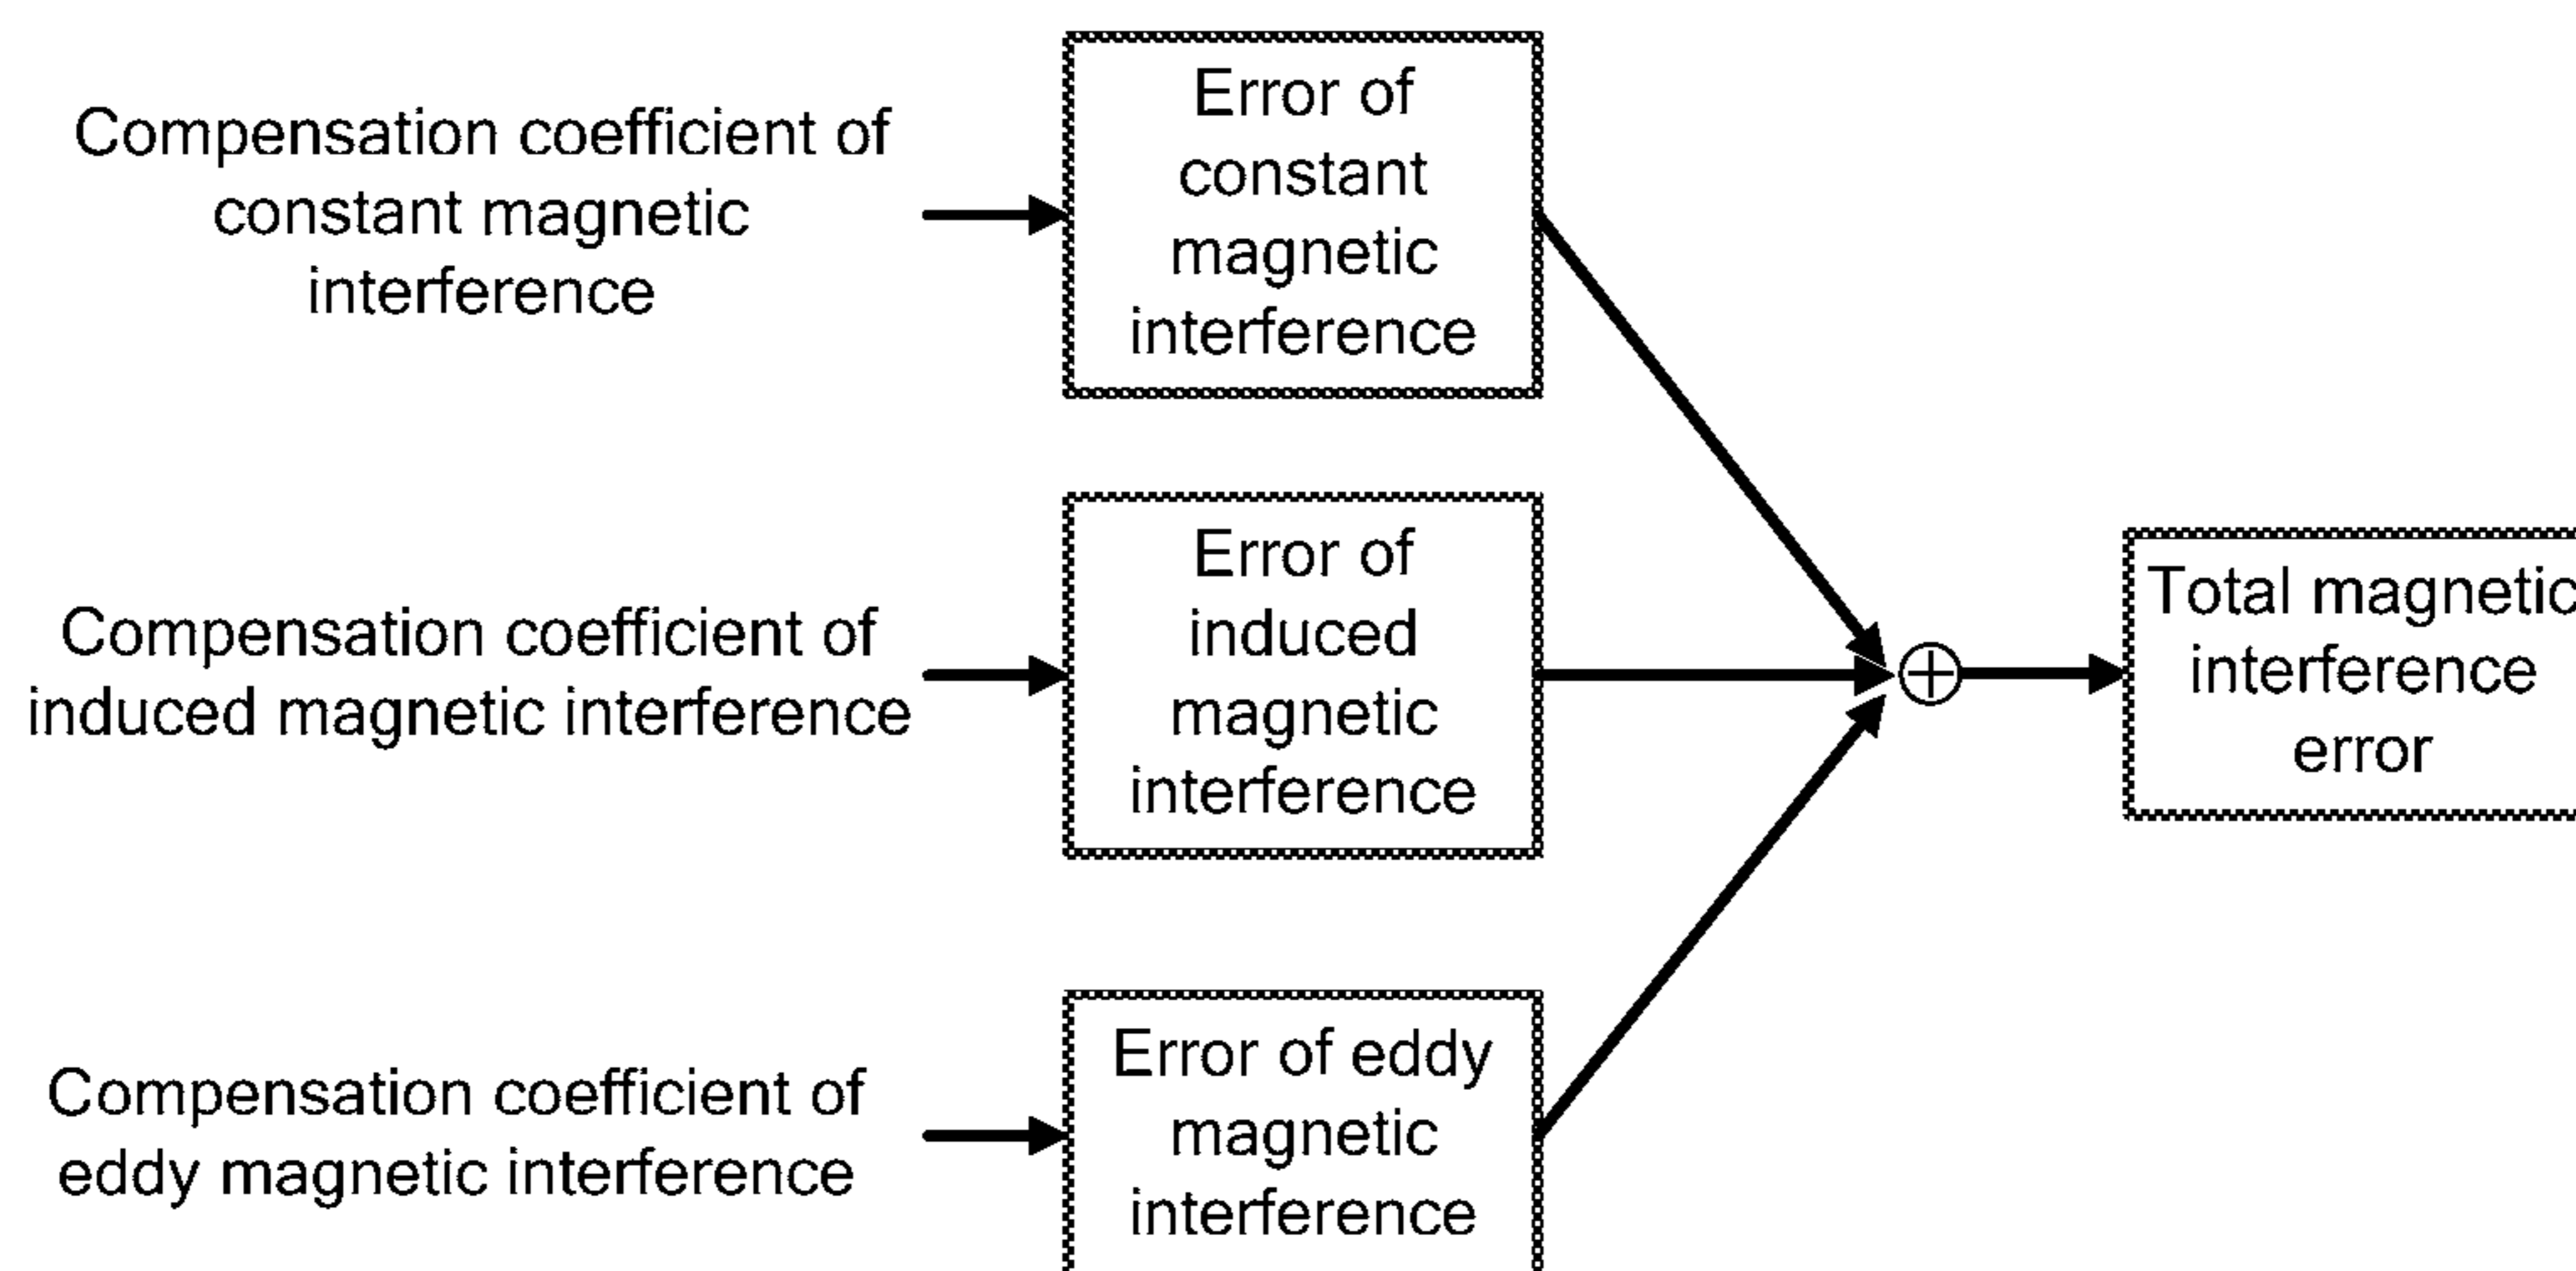 Compensation coefficient of
constant magnetic
interference
Error of
constant
magnetic
interference
Compensation coefficient of
induced magnetic interference
Error of
induced
magnetic
interference
Total magnetic
interference
error
Compensation coefficient of
eddy magnetic interference
Error of eddy
magnetic
interference